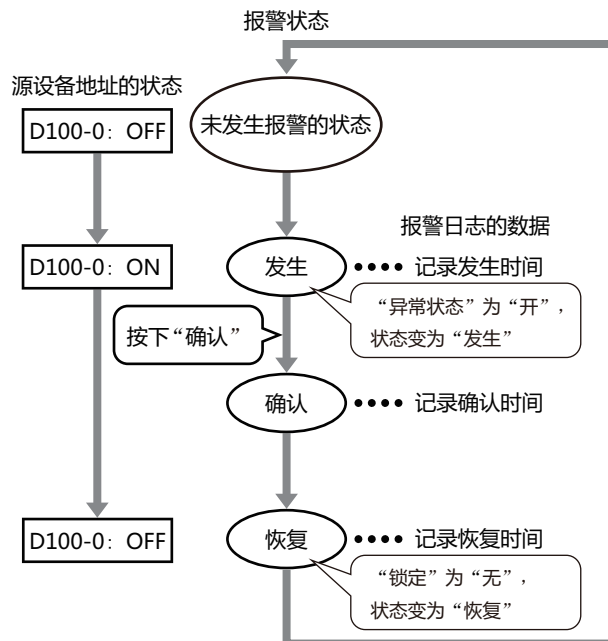 报警状态
源设备地址的状态
D100-0：OFF
未发生报警的状态
报警日志的数据
D100-0：ON
发生
•••• 记录发生时间
“异常状态”为“开”，
状态变为“发生”
按下“确认”
确认
•••• 记录确认时间
D100-0：OFF
恢复
•••• 记录恢复时间
“锁定”为“无”，
状态变为“恢复”